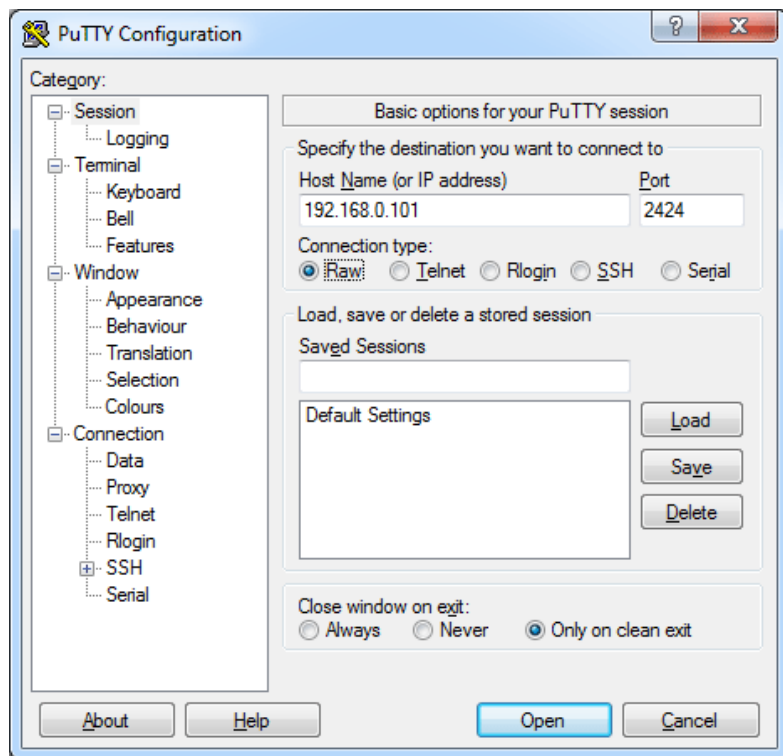 PuTTY Configuration
Category:
Session
Logging
Terminal
Keyboard
Bell
Features
Window
Appearance
Behaviour
Translation
Selection
Colours
Connection
Data
Proxy
Telnet
Rlogin
SSH
Serial
Basic options for your PuTTY session
Specify the destination you want to connect to
Host Name (or IP address) Port
192.168.0.101 2424
Connection type:
Raw Telnet Rlogin SSH Serial
Load, save or delete a stored session
Saved Sessions
Default Settings
Load
Save
Delete
Close window on exit:
Always Never Only on clean exit
About Help Open Cancel